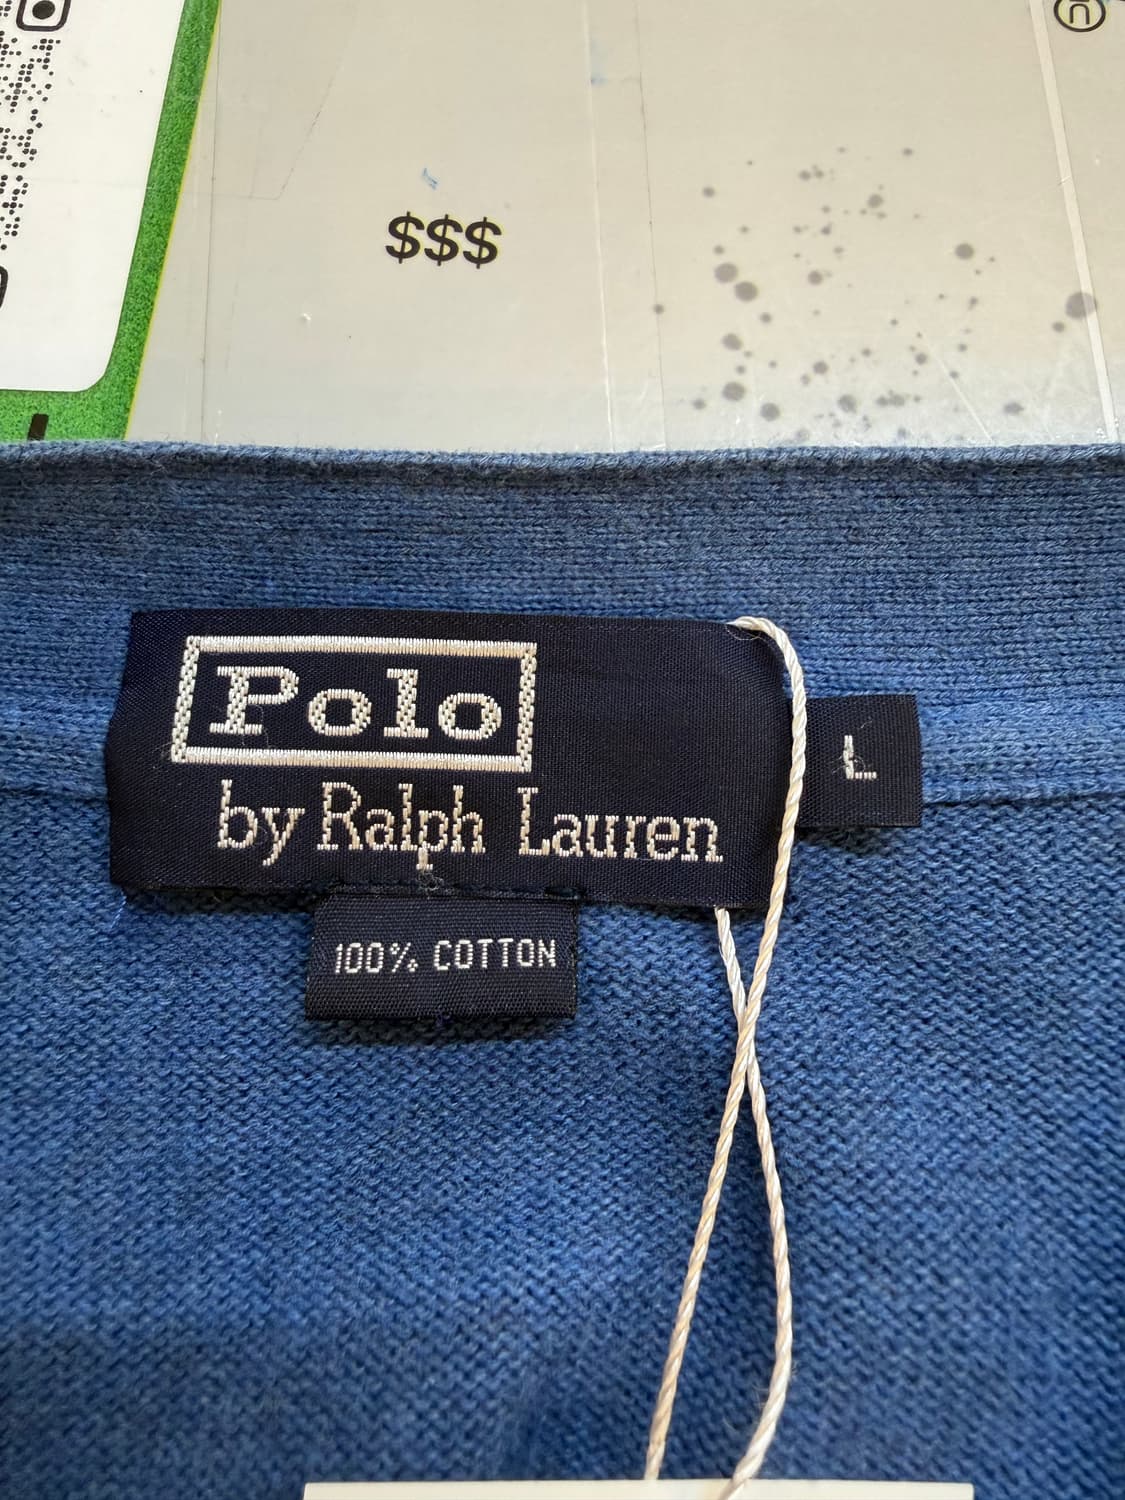 $$$
Polo
by Ralph Lauren
L
100% COTTON